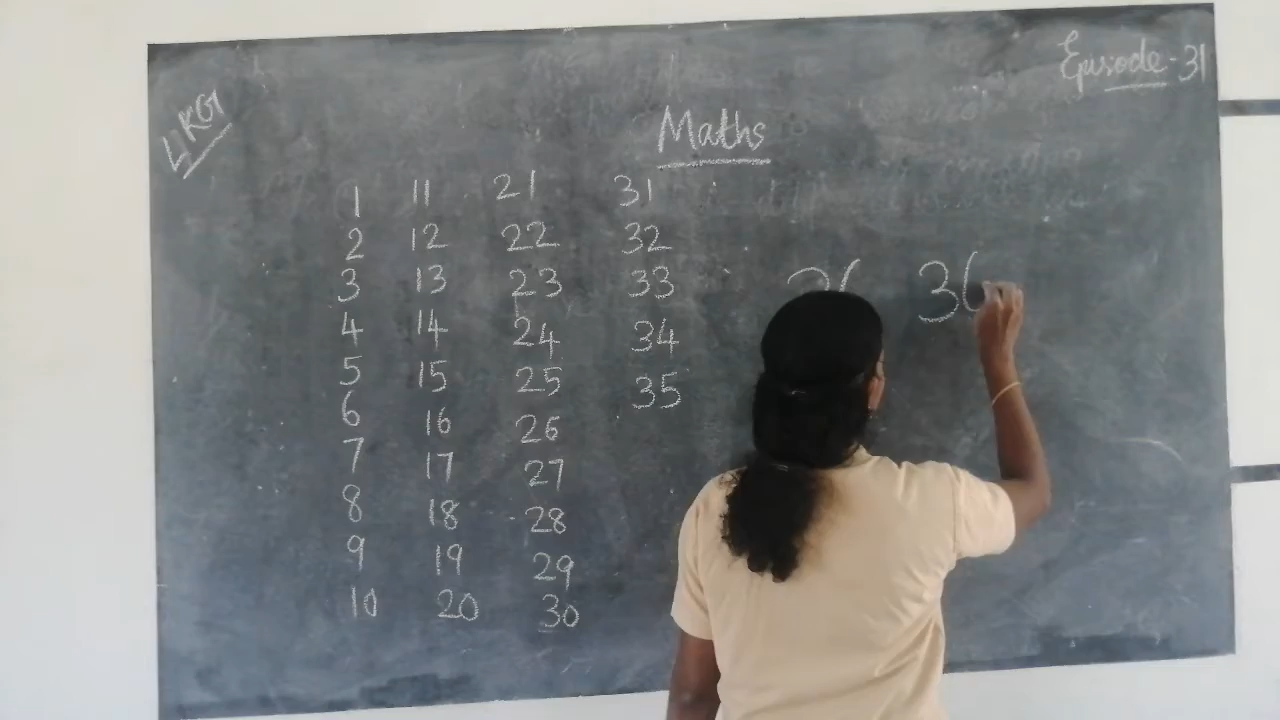 Episode-31
LKG
Maths
1 11 21 31
2 12 22 32
3 13 23 33
4 14 24 34
5 15 25 35
6 16 26
7 17 27
8 18 28
9 19 29
10 20 30
36 36